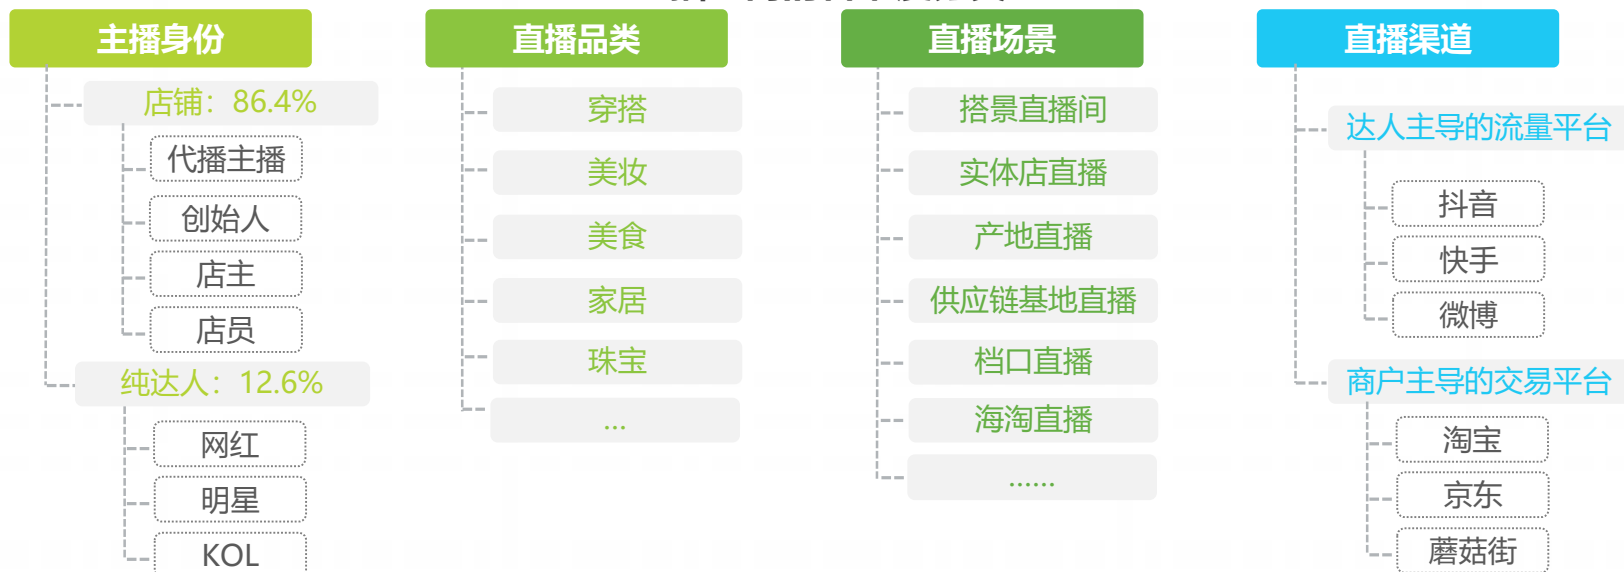 主播身份
店铺：86.4%
代播主播
创始人
店主
店员
纯达人：12.6%
网红
明星
KOL
直播品类
穿搭
美妆
美食
家居
珠宝
...
直播场景
搭景直播间
实体店直播
产地直播
供应链基地直播
档口直播
海淘直播
......
直播渠道
达人主导的流量平台
抖音
快手
微博
商户主导的交易平台
淘宝
京东
蘑菇街